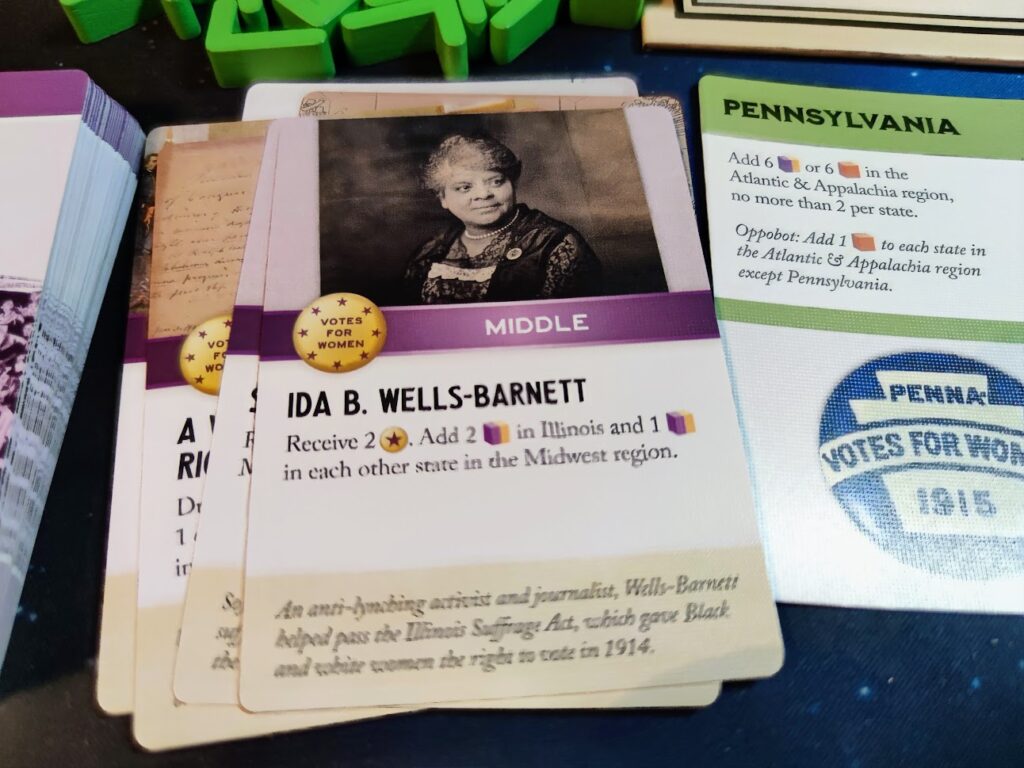 VOTES
FOR
WOMEN
MIDDLE
IDA B. WELLS-BARNETT
Receive 2 . Add 2 in Illinois and 1
in each other state in the Midwest region.
An anti-lynching activist and journalist, Wells-Barnett
helped pass the Illinois Suffrage Act, which gave Black
and white women the right to vote in 1914.
A
RI
Du
1
in
PENNSYLVANIA
Add 6 or 6 in the
Atlantic & Appalachia region,
no more than 2 per state.
Oppobot: Add 1 to each state in
the Atlantic & Appalachia region
except Pennsylvania.
PENNA
VOTES FOR WOM
1915